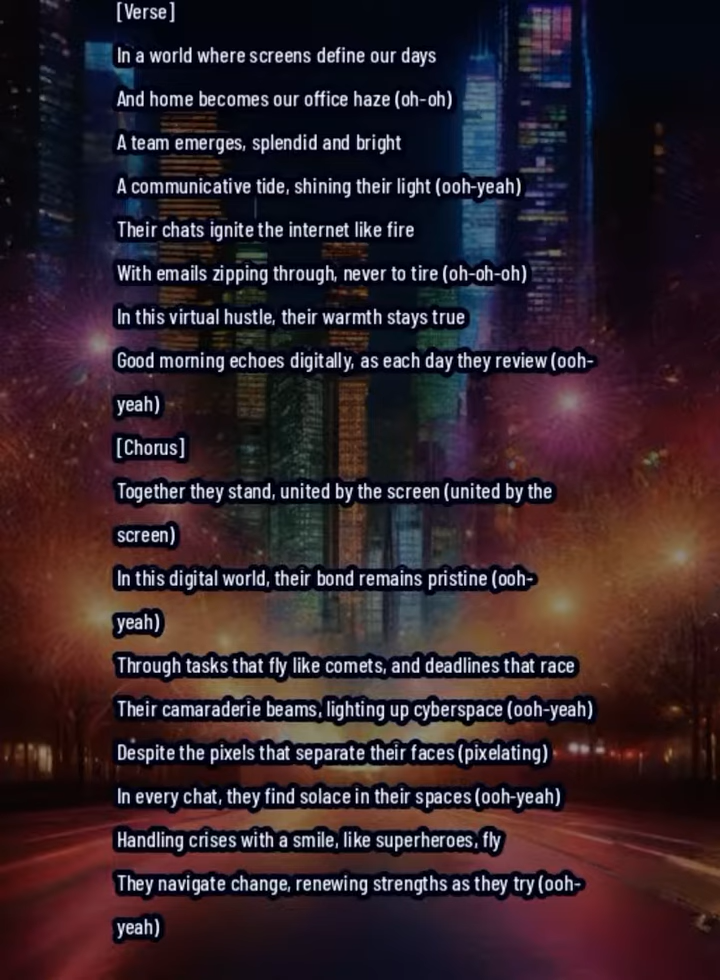 [Verse]
In a world where screens define our days
And home becomes our office haze (oh-oh)
A team emerges, splendid and bright
A communicative tide, shining their light (ooh-yeah)
Their chats ignite the internet like fire
With emails zipping through, never to tire (oh-oh-oh)
In this virtual hustle, their warmth stays true
Good morning echoes digitally, as each day they review (ooh-
yeah)
[Chorus]
Together they stand, united by the screen (united by the
screen)
In this digital world, their bond remains pristine (ooh-
yeah)
Through tasks that fly like comets, and deadlines that race
Their camaraderie beams, lighting up cyberspace (ooh-yeah)
Despite the pixels that separate their faces (pixelating)
In every chat, they find solace in their spaces (ooh-yeah)
Handling crises with a smile, like superheroes, fly
They navigate change, renewing strengths as they try (ooh-
yeah)